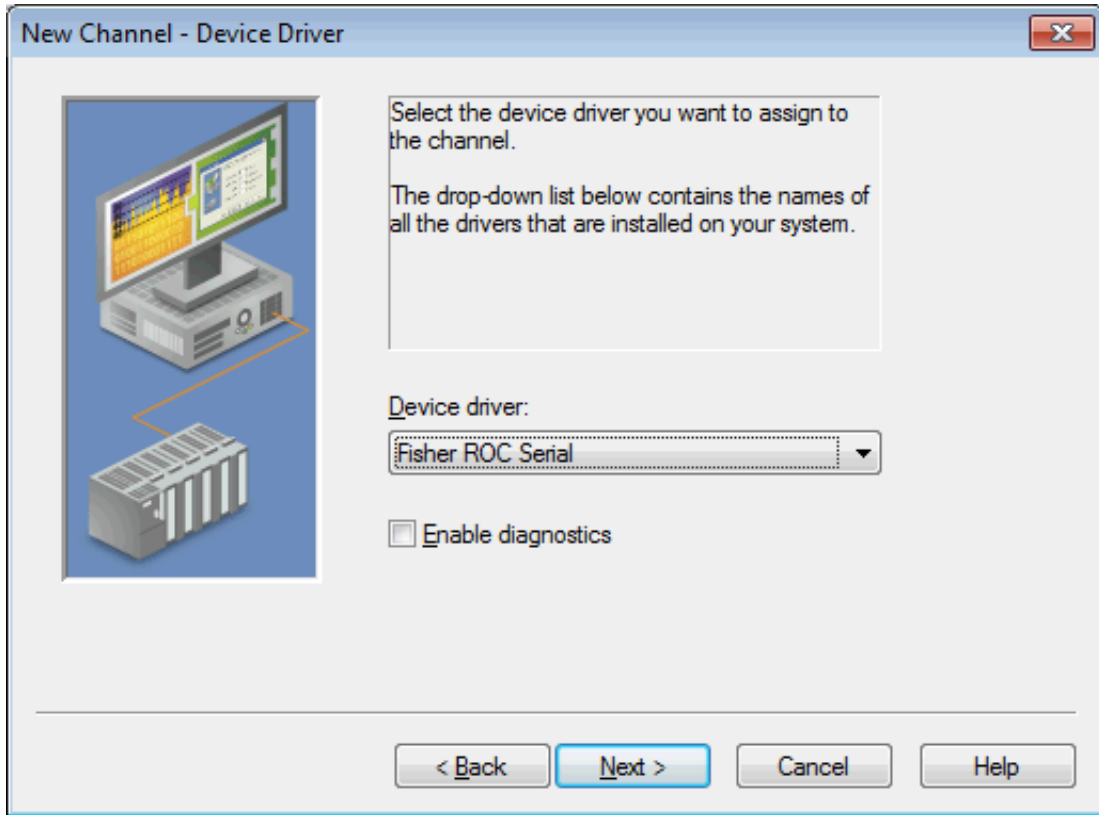 New Channel - Device Driver
Select the device driver you want to assign to
the channel.
The drop-down list below contains the names of
all the drivers that are installed on your system.
Device driver:
Fisher ROC Serial
Enable diagnostics
< Back
Next >
Cancel
Help